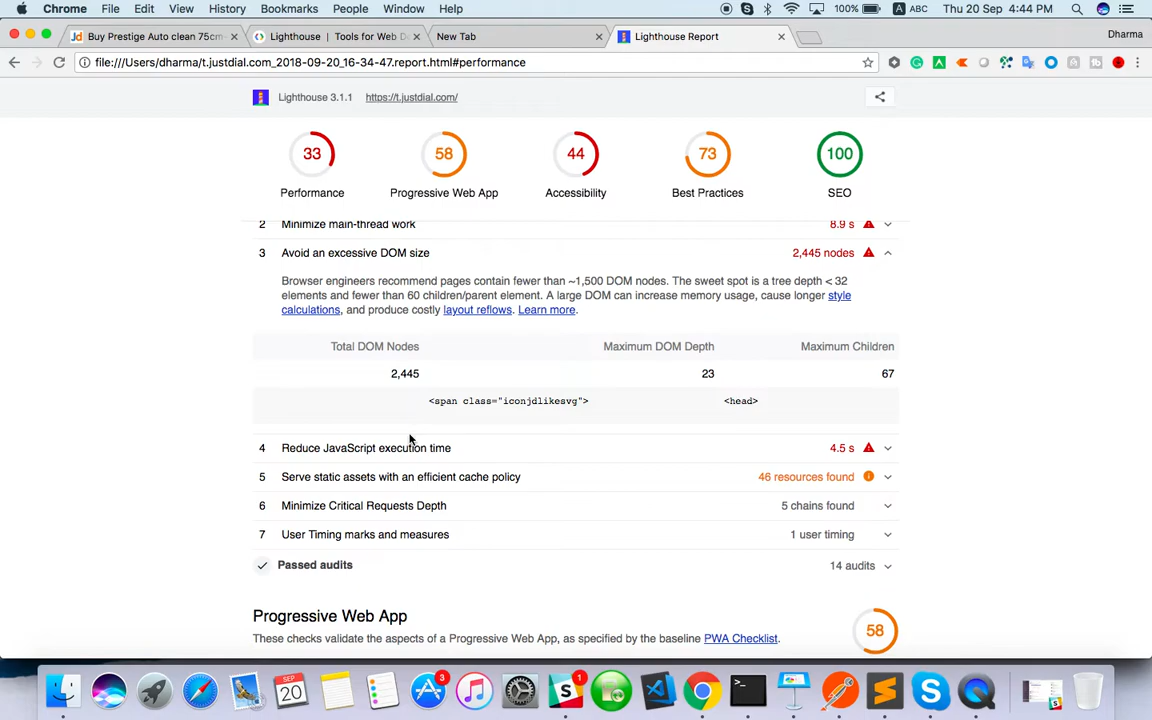 Chrome File Edit View History Bookmarks People Window Help 100% A ABC Thu 20 Sep 4:44 PM
Jd Buy Prestige Auto clean 75cm Lighthouse | Tools for Web D New Tab Lighthouse Report Dharma
file:///Users/dharma/t.justdial.com_2018-09-20_16-34-47.report.html#performance
Lighthouse 3.1.1 https://t.justdial.com/
33 58 44 73 100
Performance Progressive Web App Accessibility Best Practices SEO
2 Minimize main-thread work 8.9 s
3 Avoid an excessive DOM size 2,445 nodes
Browser engineers recommend pages contain fewer than ~1,500 DOM nodes. The sweet spot is a tree depth < 32
elements and fewer than 60 children/parent element. A large DOM can increase memory usage, cause longer style
calculations, and produce costly layout reflows. Learn more.
Total DOM Nodes Maximum DOM Depth Maximum Children
2,445 23 67
<span class="iconjdlikesvg"> <head>
4 Reduce JavaScript execution time 4.5 s
5 Serve static assets with an efficient cache policy 46 resources found
6 Minimize Critical Requests Depth 5 chains found
7 User Timing marks and measures 1 user timing
Passed audits 14 audits
Progressive Web App
58
These checks validate the aspects of a Progressive Web App, as specified by the baseline PWA Checklist.
SEP
20
3
1